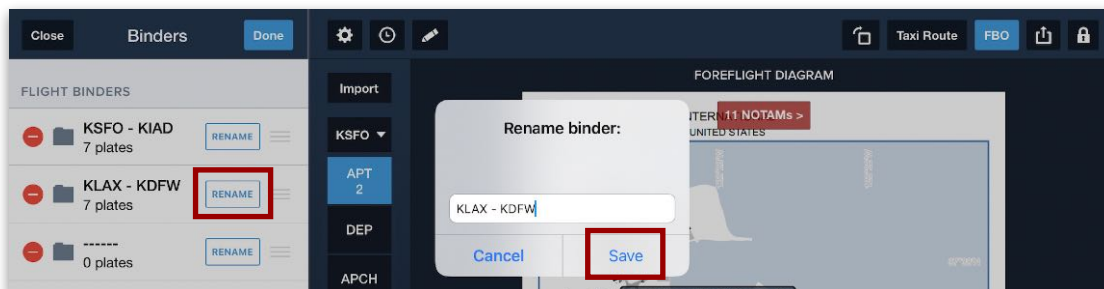 Close
Binders
Done
FLIGHT BINDERS
KSFO - KIAD
7 plates
RENAME
KLAX - KDFW
7 plates
RENAME
------
0 plates
RENAME
Taxi Route
FBO
Import
KSFO
APT
2
DEP
APCH
FOREFLIGHT DIAGRAM
11 NOTAMs >
UNITED STATES
Rename binder:
KLAX - KDFW
Cancel
Save